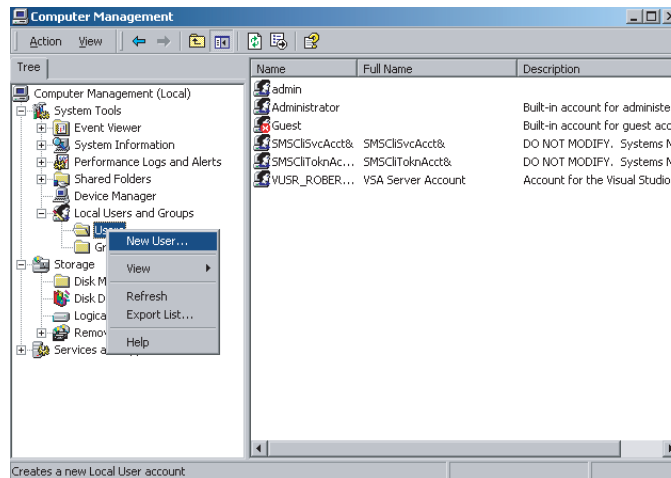 Computer Management
Action View
Tree
Name Full Name Description
Computer Management (Local)
System Tools
Event Viewer
System Information
Performance Logs and Alerts
Shared Folders
Device Manager
Local Users and Groups
Storage
Disk
Disk
Services
New User...
View
Refresh
Export List...
Help
admin
Administrator Built-in account for
Guest Built-in account for guest
SMSCliSvcAcct& SMSCliSvcAcct& DO NOT MODIFY. Systems
SMSCliToknAc... SMSCliToknAcct& DO NOT MODIFY. Systems
VUSR_ROBER... VSA Server Account Account for the Visual Studio
Creates a new Local User account